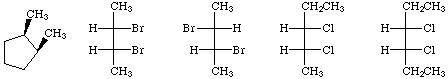 CH₃ CH₃ CH₃ CH₂CH₃ CH₂CH₃
CH₃ H Br Br H H Cl H Cl
H Br H Br H Cl H Cl
CH₃ CH₃ CH₃ CH₂CH₃